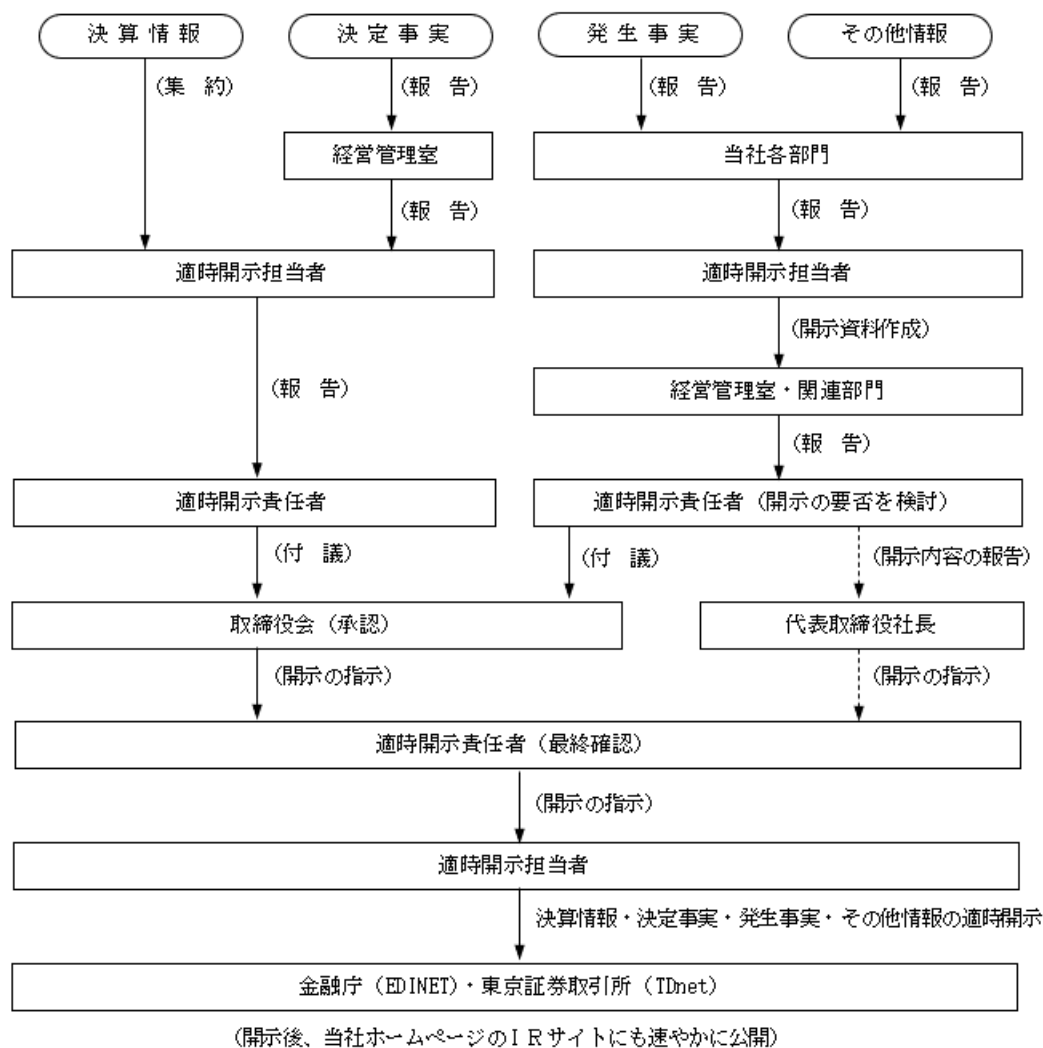 決算情報
決定事実
発生事実
その他情報
(集 約)
(報 告)
(報 告)
(報 告)
経営管理室
当社各部門
(報 告)
(報 告)
適時開示担当者
適時開示担当者
(開示資料作成)
(報 告)
経営管理室・関連部門
(報 告)
適時開示責任者
適時開示責任者（開示の要否を検討）
(付 議)
(付 議)
(開示内容の報告)
取締役会（承認）
代表取締役社長
(開示の指示)
(開示の指示)
適時開示責任者（最終確認）
(開示の指示)
適時開示担当者
決算情報・決定事実・発生事実・その他情報の適時開示
金融庁（EDINET）・東京証券取引所（TDnet）
(開示後、当社ホームページのＩＲサイトにも速やかに公開)